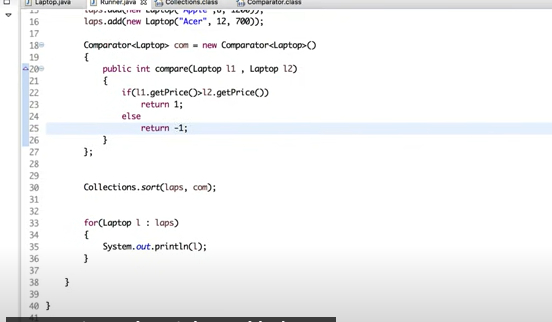 Laptop.java Runner.java Collections.class Comparator.class
15 laps.add(new Laptop("Apple",8, 1200));
16 laps.add(new Laptop("Acer", 12, 700));
17
18 Comparator<Laptop> com = new Comparator<Laptop>()
19 {
20 public int compare(Laptop l1 , Laptop l2)
21 {
22 if(l1.getPrice()>l2.getPrice())
23 return 1;
24 else
25 return -1;
26 }
27 };
28
29
30 Collections.sort(laps, com);
31
32
33 for(Laptop l : laps)
34 {
35 System.out.println(l);
36 }
37
38 }
39
40 }
41